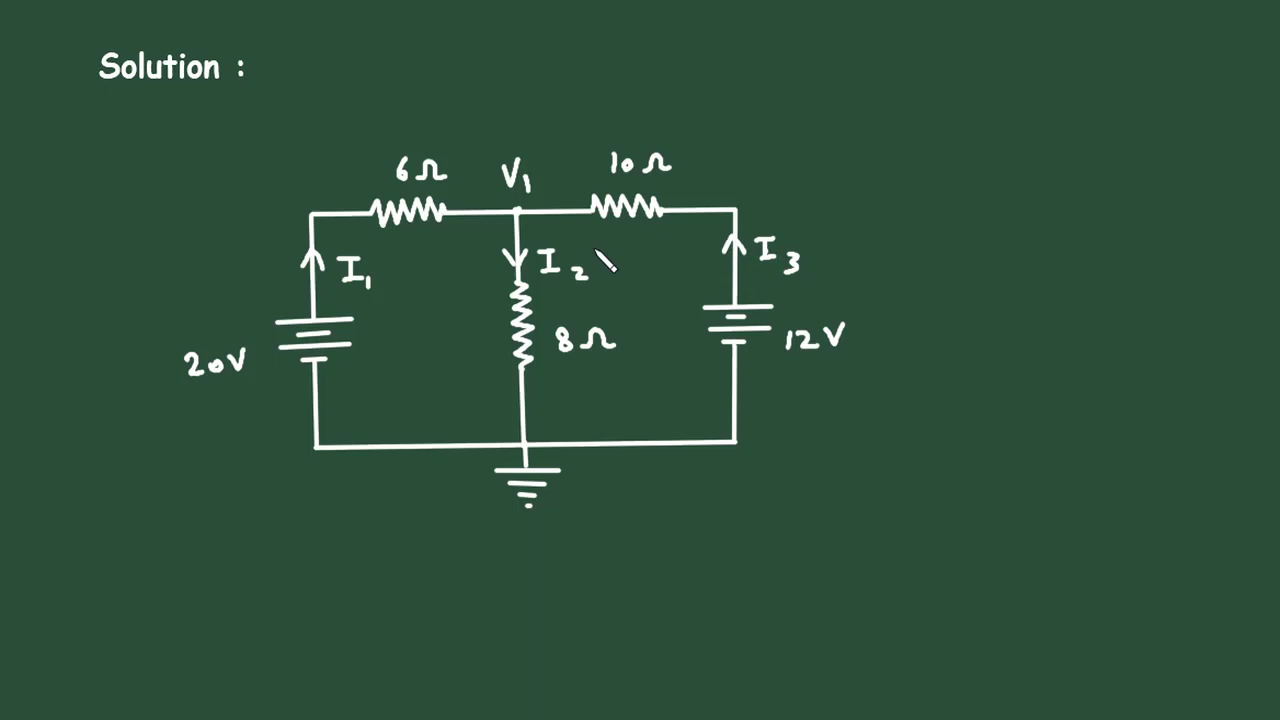 Solution :
6Ω V₁ 10Ω
I₁ I₂ I₃
20V 8Ω 12V